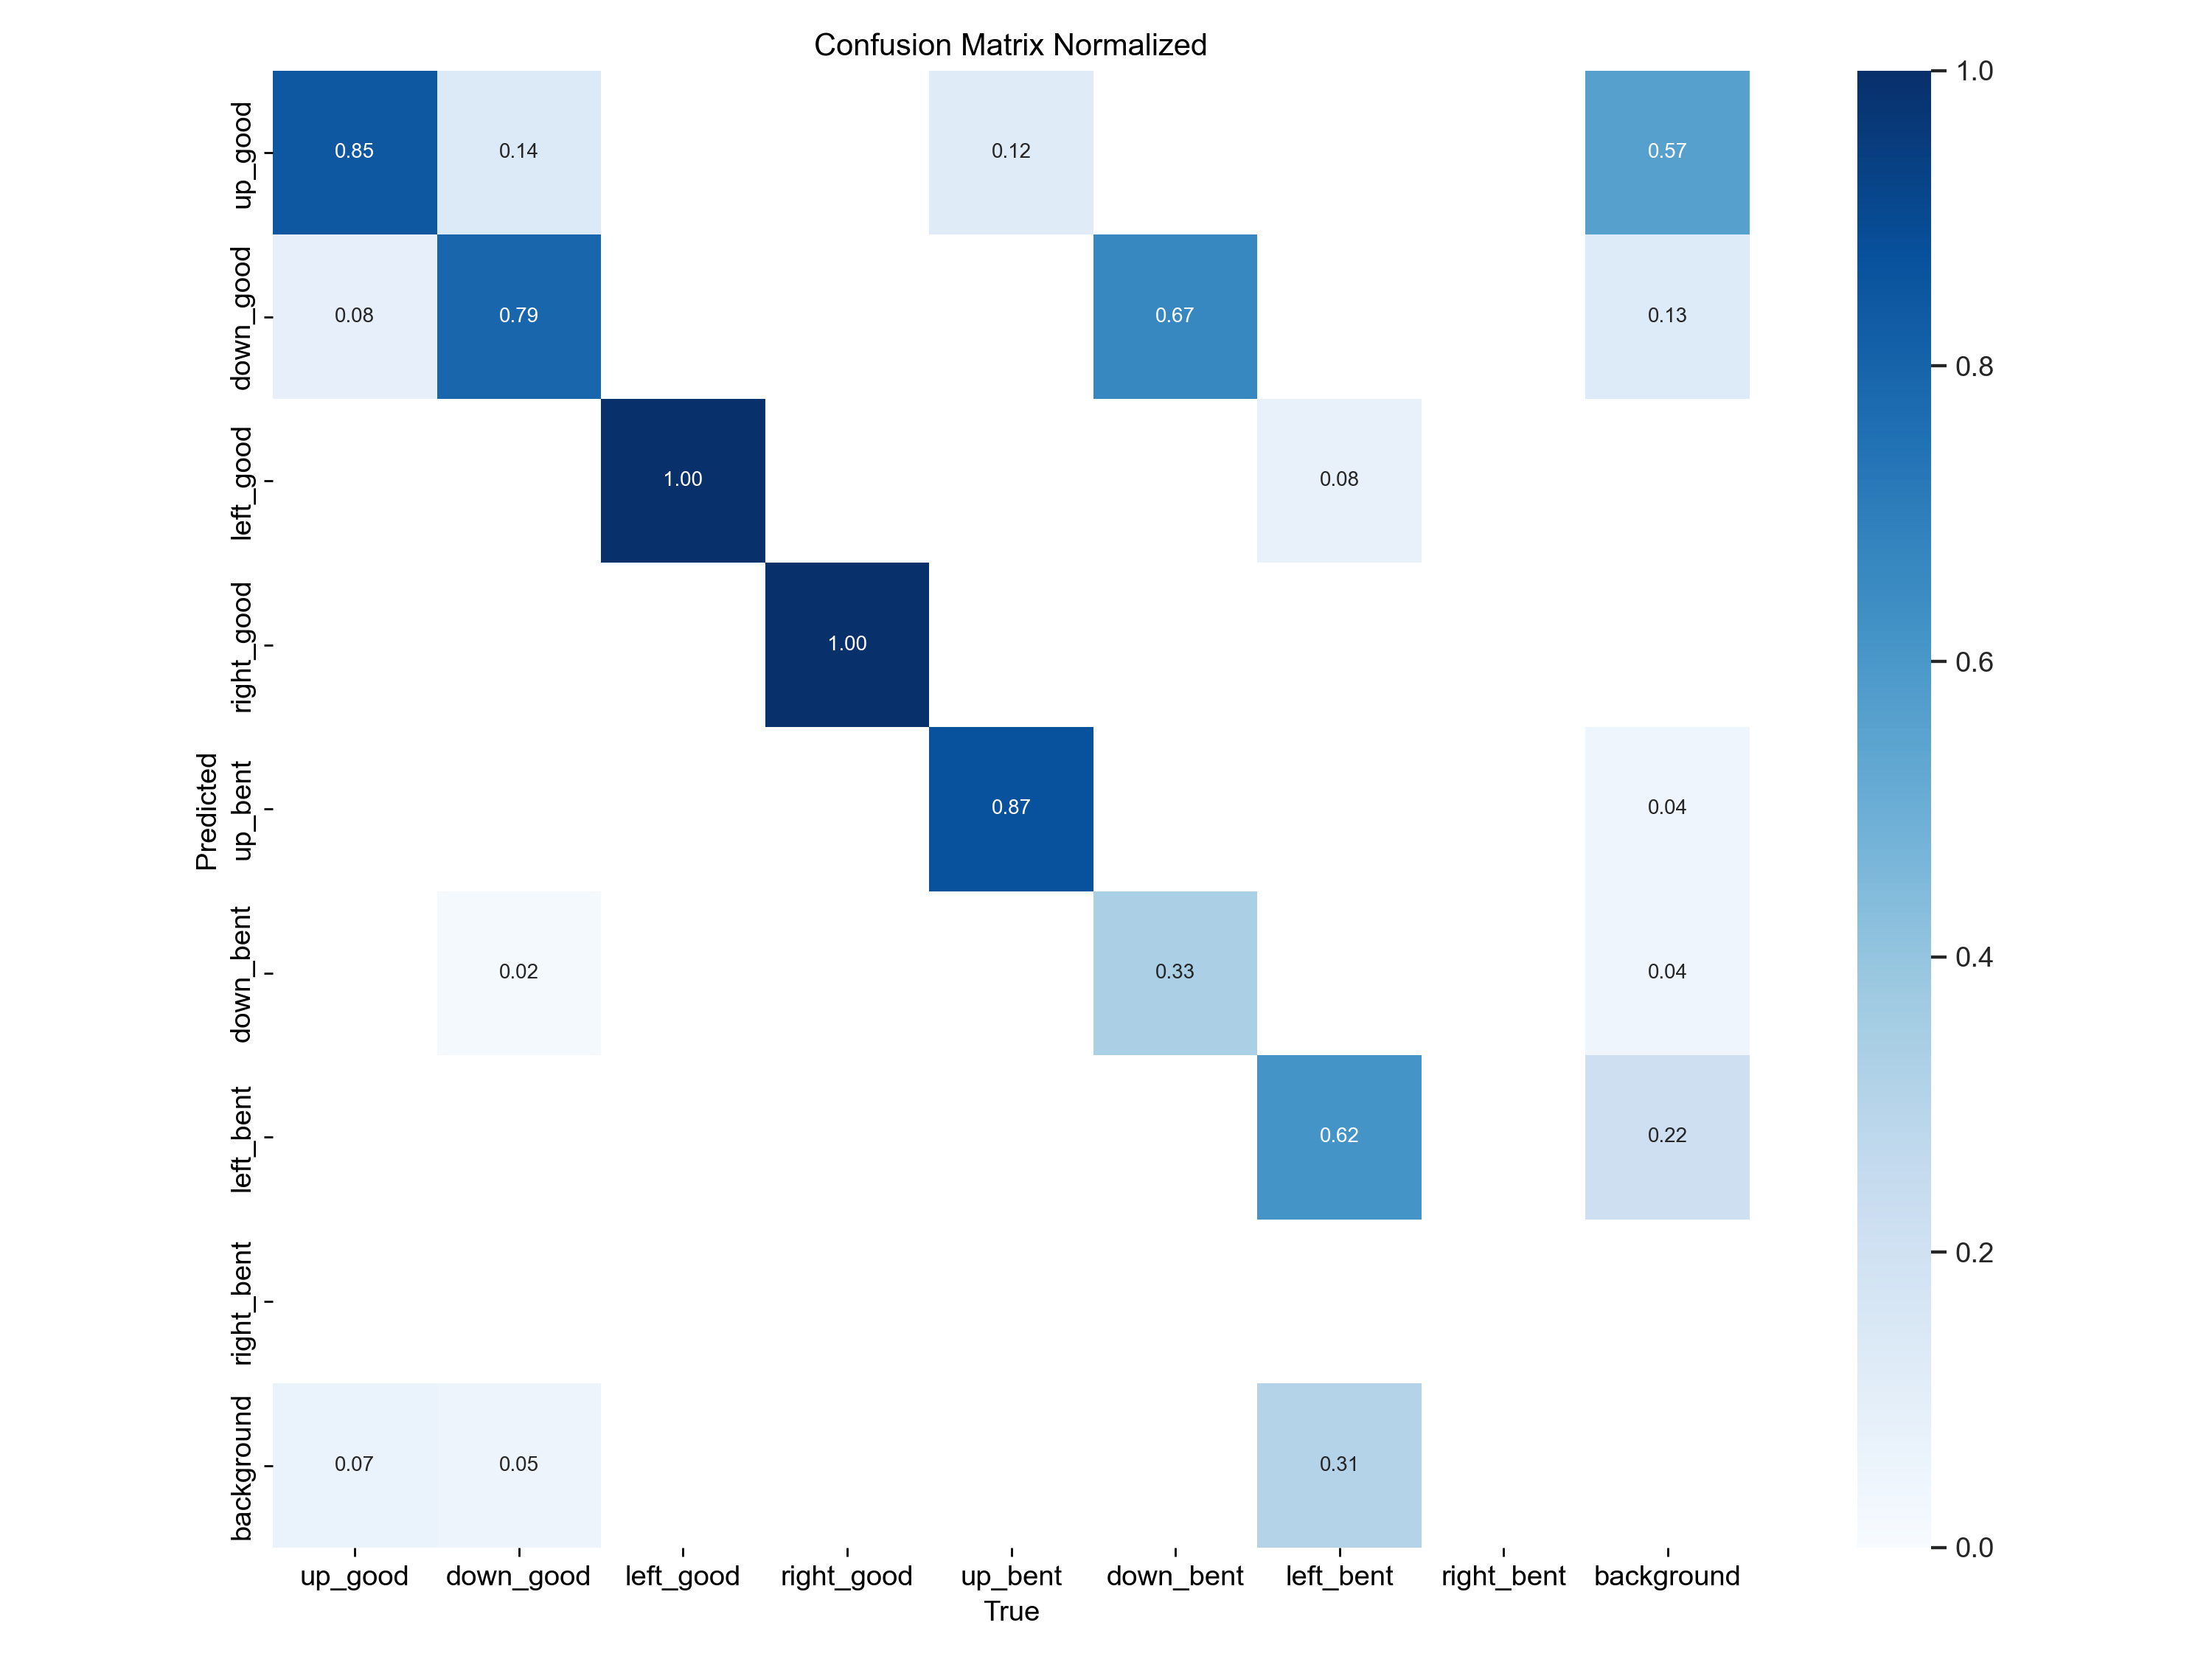 Confusion Matrix Normalized
up_good 0.85 0.14 0.12 0.57
down_good 0.08 0.79 0.67 0.13
left_good 1.00 0.08
right_good 1.00
up_bent 0.87 0.04
down_bent 0.02 0.33 0.04
left_bent 0.62 0.22
right_bent
background 0.07 0.05 0.31
Predicted
up_good down_good left_good right_good up_bent down_bent left_bent right_bent background
True
1.0
0.8
0.6
0.4
0.2
0.0